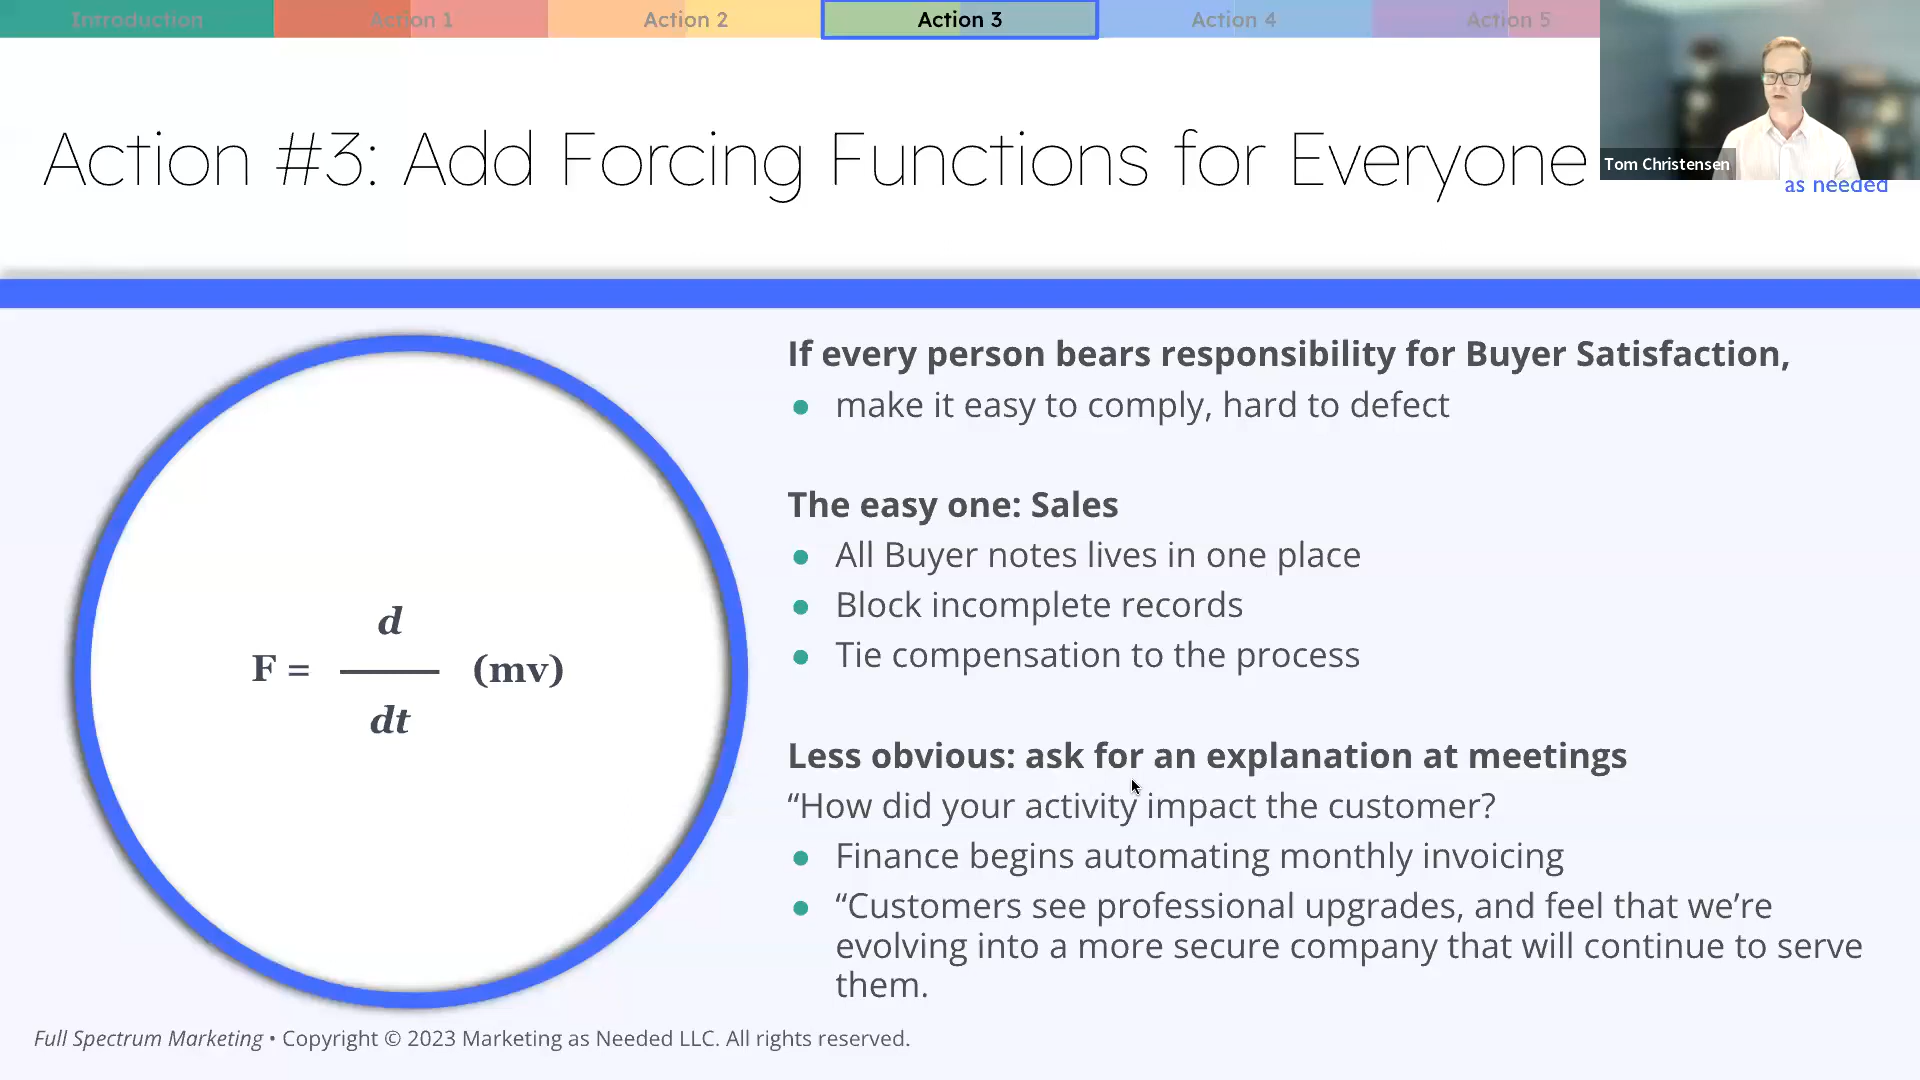 Introduction
Action 1
Action 2
Action 3
Action 4
Action 5
Action #3: Add Forcing Functions for Everyone
Tom Christensen
as needed
If every person bears responsibility for Buyer Satisfaction,
● make it easy to comply, hard to defect
The easy one: Sales
● All Buyer notes lives in one place
● Block incomplete records
● Tie compensation to the process
Less obvious: ask for an explanation at meetings
“How did your activity impact the customer?
● Finance begins automating monthly invoicing
● “Customers see professional upgrades, and feel that we’re
evolving into a more secure company that will continue to serve
them.
d
F = (mv)
dt
Full Spectrum Marketing • Copyright © 2023 Marketing as Needed LLC. All rights reserved.